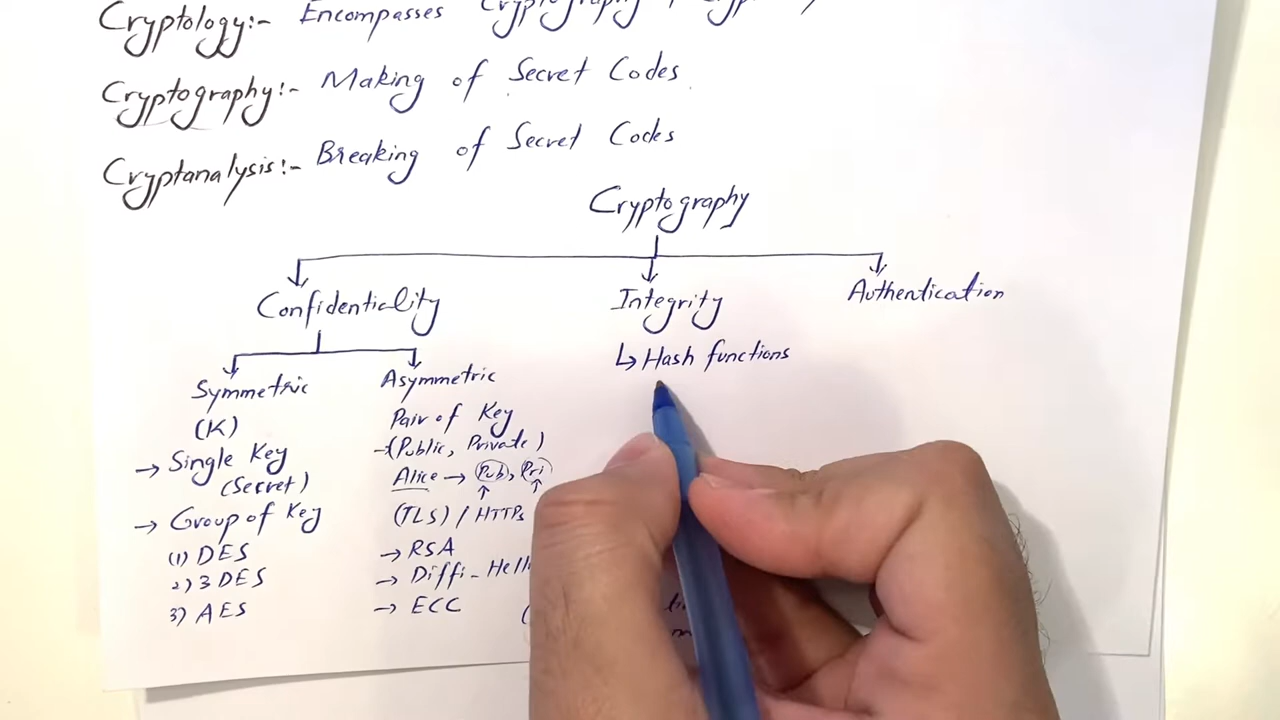 Cryptology:- Encompasses Cryptography
Cryptography:- Making of Secret Codes
Cryptanalysis:- Breaking of Secret Codes
Cryptography
Confidenticality
Integrity
Authentication
↳ Hash functions
Symmetric
(K)
→ Single Key
(Secret)
→ Group of Key
(1) DES
2) 3DES
3) AES
Asymmetric
Pair of Key
→(Public, Private)
Alice → (Pub), (Pri)
(TLS) / HTTPs
→ RSA
→ Diffi - Hell
→ ECC